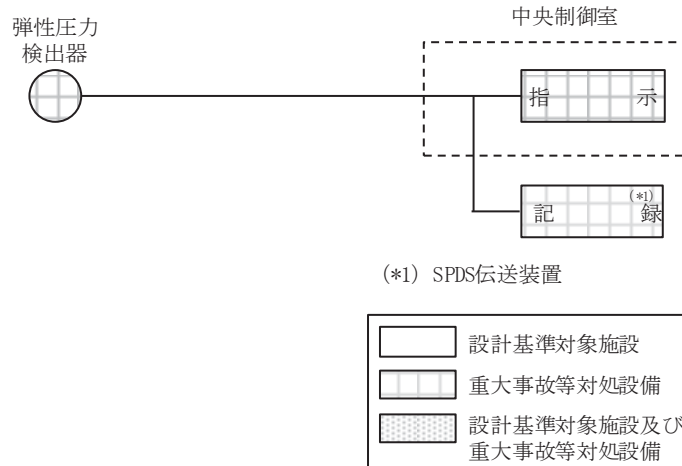 中央制御室
弾性圧力
検出器
指 示
記 録
(*1)
(*1) SPDS伝送装置
設計基準対象施設
重大事故等対処設備
設計基準対象施設及び
重大事故等対処設備